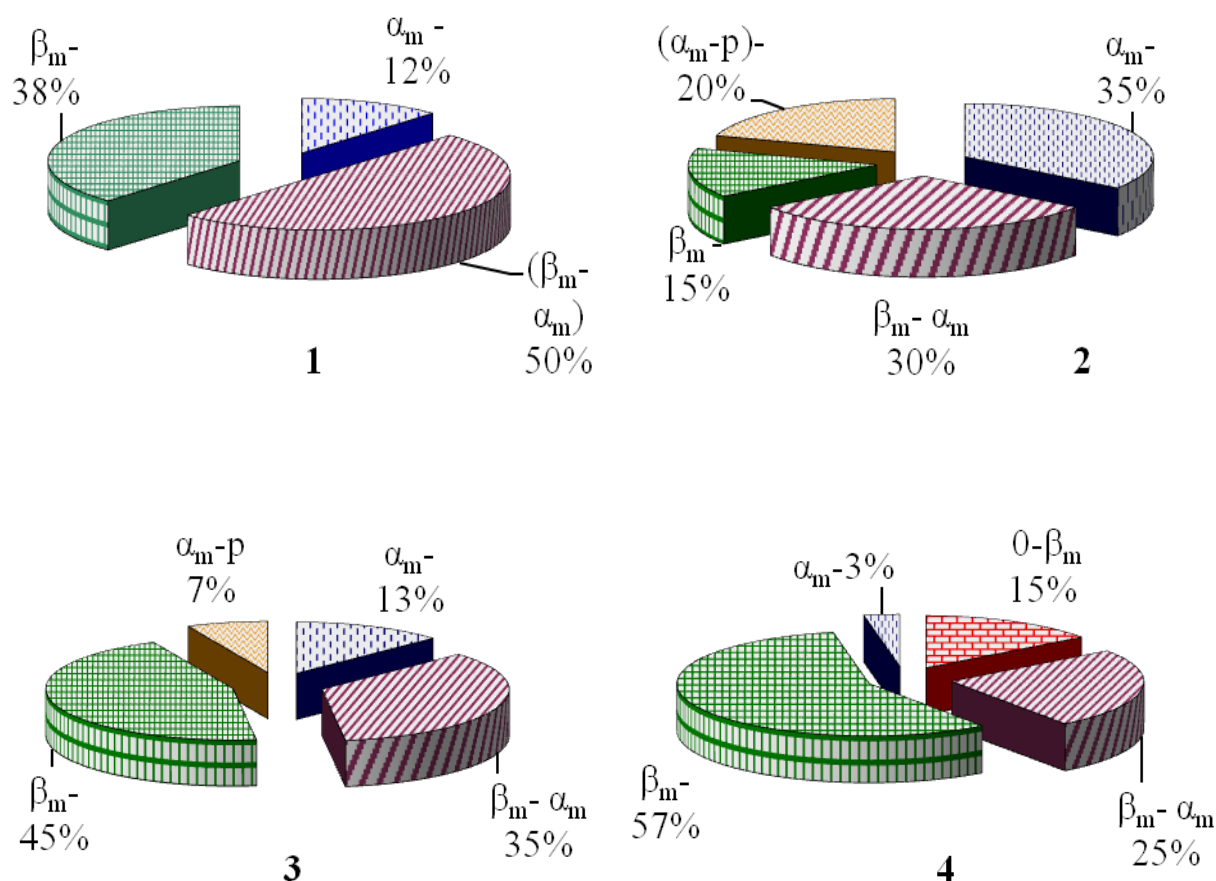 βₘ-
38%
αₘ -
12%
(βₘ-
αₘ)
50%
1
(αₘ-p)-
20%
αₘ-
35%
βₘ-
15%
βₘ- αₘ
30%
2
αₘ-p
7%
αₘ-
13%
βₘ-
45%
βₘ- αₘ
35%
3
αₘ-3%
0-βₘ
15%
βₘ-
57%
βₘ- αₘ
25%
4